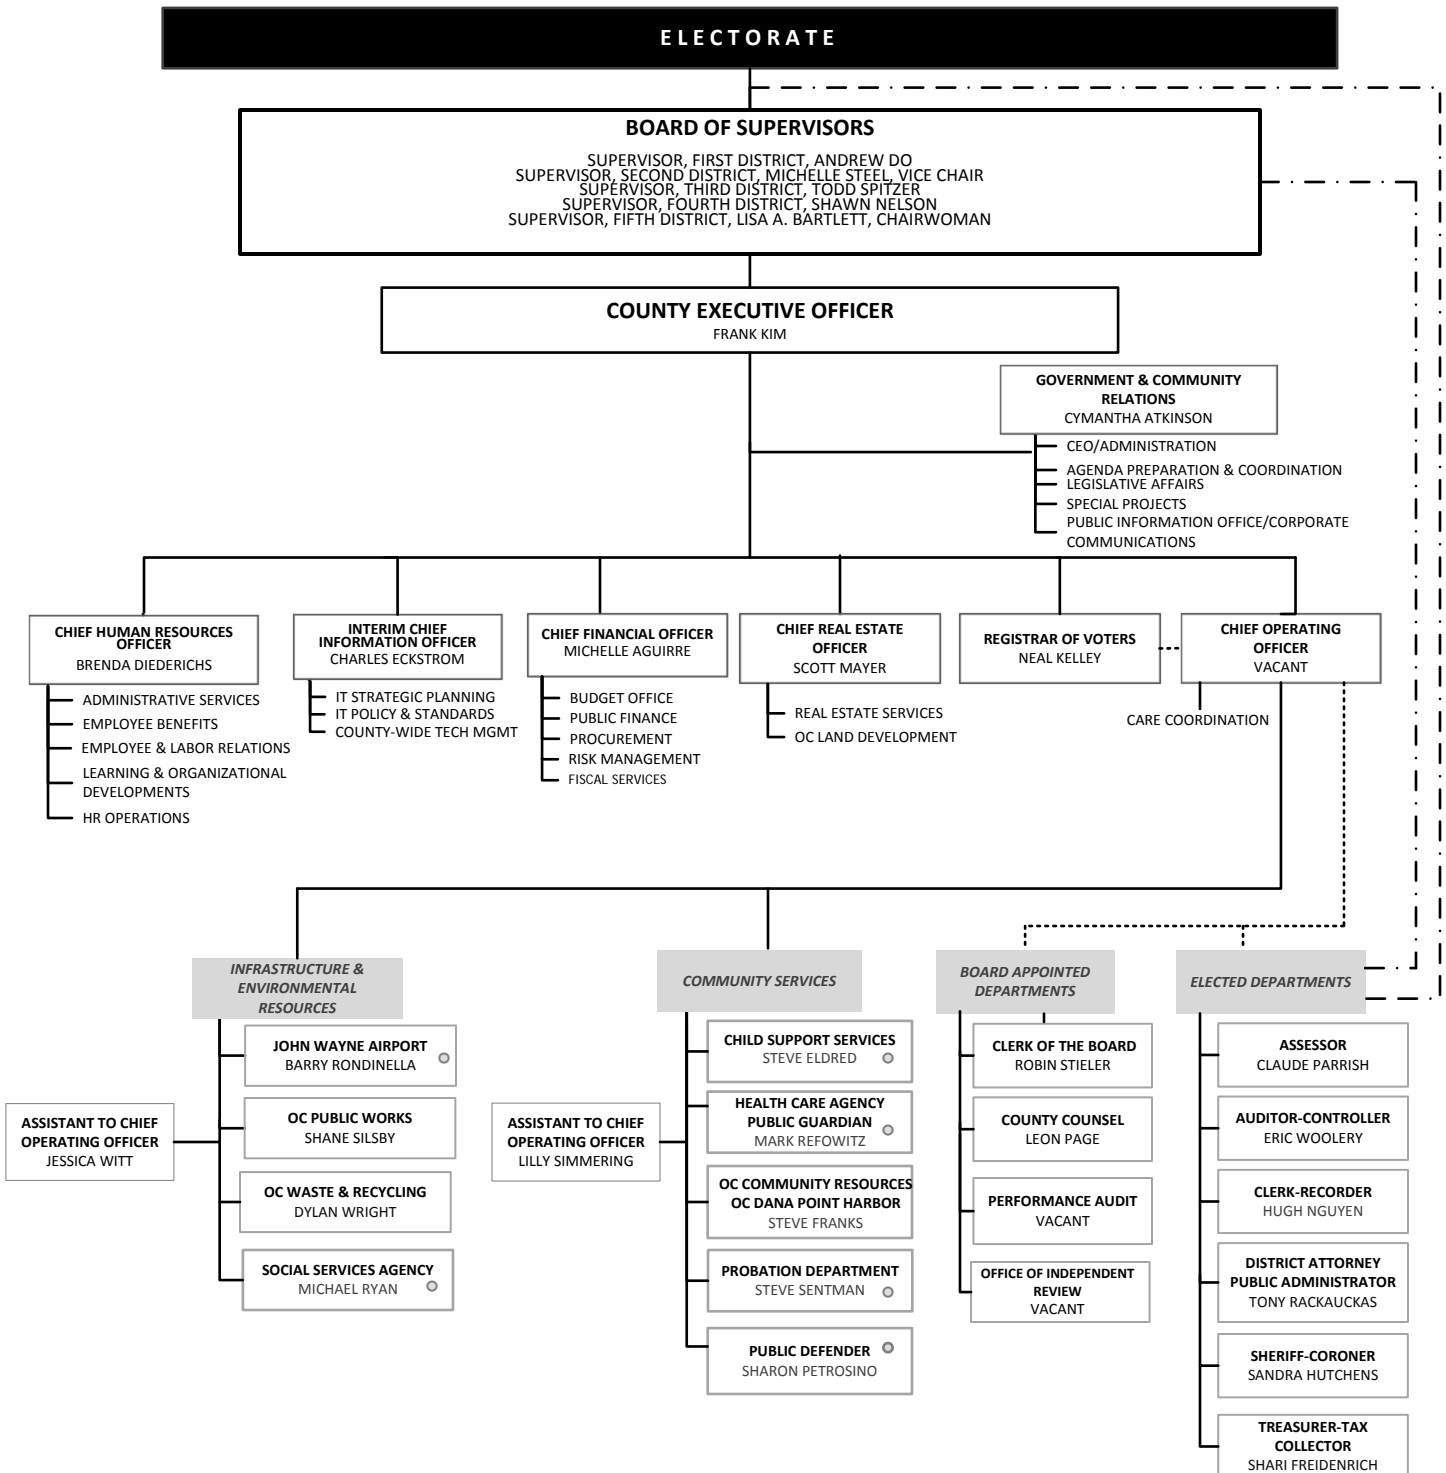 ELECTORATE
BOARD OF SUPERVISORS
SUPERVISOR, FIRST DISTRICT, ANDREW DO
SUPERVISOR, SECOND DISTRICT, MICHELLE STEEL, VICE CHAIR
SUPERVISOR, THIRD DISTRICT, TODD SPITZER
SUPERVISOR, FOURTH DISTRICT, SHAWN NELSON
SUPERVISOR, FIFTH DISTRICT, LISA A. BARTLETT, CHAIRWOMAN
COUNTY EXECUTIVE OFFICER
FRANK KIM
GOVERNMENT & COMMUNITY
RELATIONS
CYMANTHA ATKINSON
CEO/ADMINISTRATION
AGENDA PREPARATION & COORDINATION
LEGISLATIVE AFFAIRS
SPECIAL PROJECTS
PUBLIC INFORMATION OFFICE/CORPORATE
COMMUNICATIONS
CHIEF HUMAN RESOURCES
OFFICER
BRENDA DIEDERICHS
ADMINISTRATIVE SERVICES
EMPLOYEE BENEFITS
EMPLOYEE & LABOR RELATIONS
LEARNING & ORGANIZATIONAL
DEVELOPMENTS
HR OPERATIONS
INTERIM CHIEF
INFORMATION OFFICER
CHARLES ECKSTROM
IT STRATEGIC PLANNING
IT POLICY & STANDARDS
COUNTY-WIDE TECH MGMT
CHIEF FINANCIAL OFFICER
MICHELLE AGUIRRE
BUDGET OFFICE
PUBLIC FINANCE
PROCUREMENT
RISK MANAGEMENT
FISCAL SERVICES
CHIEF REAL ESTATE
OFFICER
SCOTT MAYER
REAL ESTATE SERVICES
OC LAND DEVELOPMENT
REGISTRAR OF VOTERS
NEAL KELLEY
CHIEF OPERATING
OFFICER
VACANT
CARE COORDINATION
INFRASTRUCTURE &
ENVIRONMENTAL
RESOURCES
JOHN WAYNE AIRPORT
BARRY RONDINELLA
OC PUBLIC WORKS
SHANE SILSBY
OC WASTE & RECYCLING
DYLAN WRIGHT
SOCIAL SERVICES AGENCY
MICHAEL RYAN
ASSISTANT TO CHIEF
OPERATING OFFICER
JESSICA WITT
COMMUNITY SERVICES
CHILD SUPPORT SERVICES
STEVE ELDRED
HEALTH CARE AGENCY
PUBLIC GUARDIAN
MARK REFOWITZ
OC COMMUNITY RESOURCES
OC DANA POINT HARBOR
STEVE FRANKS
PROBATION DEPARTMENT
STEVE SENTMAN
PUBLIC DEFENDER
SHARON PETROSINO
ASSISTANT TO CHIEF
OPERATING OFFICER
LILLY SIMMERING
BOARD APPOINTED
DEPARTMENTS
CLERK OF THE BOARD
ROBIN STIELER
COUNTY COUNSEL
LEON PAGE
PERFORMANCE AUDIT
VACANT
OFFICE OF INDEPENDENT
REVIEW
VACANT
ELECTED DEPARTMENTS
ASSESSOR
CLAUDE PARRISH
AUDITOR-CONTROLLER
ERIC WOOLERY
CLERK-RECORDER
HUGH NGUYEN
DISTRICT ATTORNEY
PUBLIC ADMINISTRATOR
TONY RACKAUCKAS
SHERIFF-CORONER
SANDRA HUTCHENS
TREASURER-TAX
COLLECTOR
SHARI FREIDENRICH